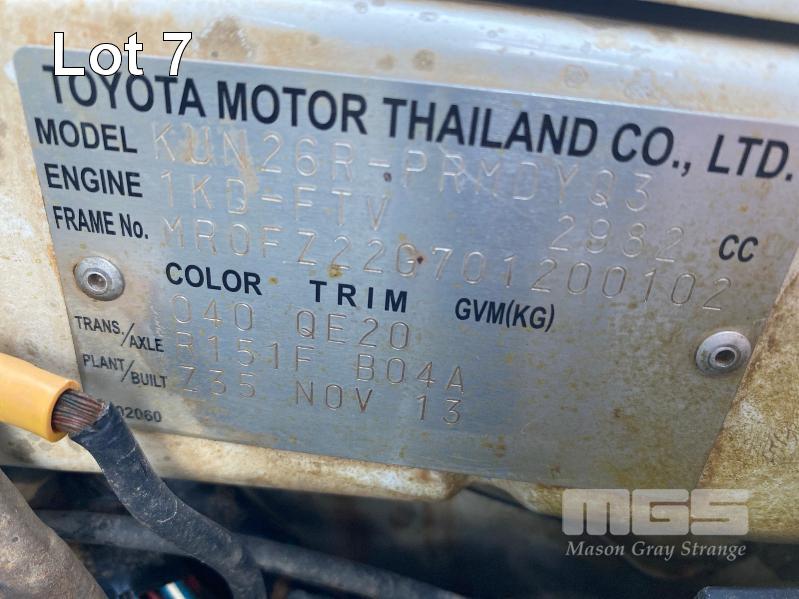 Lot 7
TOYOTA MOTOR THAILAND CO., LTD.
MODEL KUN26R-PRMDYQ3
ENGINE 1KD-FTV 2982 CC
FRAME No. MR0FZ22G701200102
COLOR TRIM GVM(KG)
040 QE20
TRANS./AXLE R151F B04A
PLANT/BUILT Z35 NOV 13
02060
MGS
Mason Gray Strange